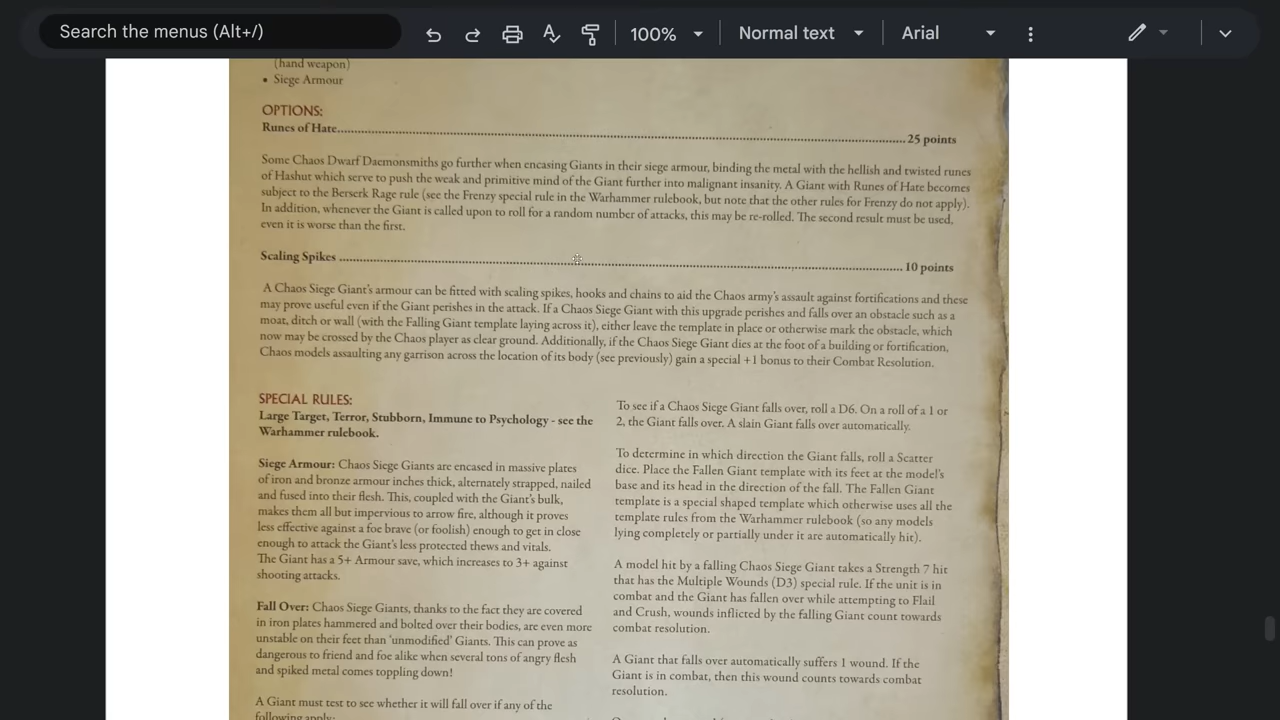 Search the menus (Alt+/)
100%
Normal text
Arial
(hand weapon)
• Siege Armour
OPTIONS:
Runes of Hate.......... 25 points
Some Chaos Dwarf Daemonsmiths go further when encasing Giants in their siege armour, binding the metal with the hellish and twisted runes
of Hashut which serve to push the weak and primitive mind of the Giant further into malignant insanity. A Giant with Runes of Hate becomes
subject to the Berserk Rage rule (see the Frenzy special rule in the Warhammer rulebook, but note that the other rules for Frenzy do not apply).
In addition, whenever the Giant is called upon to roll for a random number of attacks, this may be re-rolled. The second result must be used,
even it is worse than the first.
Scaling Spikes .......... 10 points
A Chaos Siege Giant's armour can be fitted with scaling spikes, hooks and chains to aid the Chaos army's assault against fortifications and these
may prove useful even if the Giant perishes in the attack. If a Chaos Siege Giant with this upgrade perishes and falls over an obstacle such as a
moat, ditch or wall (with the Falling Giant template laying across it), either leave the template in place or otherwise mark the obstacle, which
now may be crossed by the Chaos player as clear ground. Additionally, if the Chaos Siege Giant dies at the foot of a building or fortification,
Chaos models assaulting any garrison across the location of its body (see previously) gain a special +1 bonus to their Combat Resolution.
SPECIAL RULES:
Large Target, Terror, Stubborn, Immune to Psychology - see the
Warhammer rulebook.
Siege Armour: Chaos Siege Giants are encased in massive plates
of iron and bronze armour inches thick, alternately strapped, nailed
and fused into their flesh. This, coupled with the Giant's bulk,
makes them all but impervious to arrow fire, although it proves
less effective against a foe brave (or foolish) enough to get in close
enough to attack the Giant's less protected thews and vitals.
The Giant has a 5+ Armour save, which increases to 3+ against
shooting attacks.
Fall Over: Chaos Siege Giants, thanks to the fact they are covered
in iron plates hammered and bolted over their bodies, are even more
unstable on their feet than 'unmodified' Giants. This can prove as
dangerous to friend and foe alike when several tons of angry flesh
and spiked metal comes toppling down!
A Giant must test to see whether it will fall over if any of the
following apply:
To see if a Chaos Siege Giant falls over, roll a D6. On a roll of a 1 or
2, the Giant falls over. A slain Giant falls over automatically.
To determine in which direction the Giant falls, roll a Scatter
dice. Place the Fallen Giant template with its feet at the model's
base and its head in the direction of the fall. The Fallen Giant
template is a special shaped template which otherwise uses all the
template rules from the Warhammer rulebook (so any models
lying completely or partially under it are automatically hit).
A model hit by a falling Chaos Siege Giant takes a Strength 7 hit
that has the Multiple Wounds (D3) special rule. If the unit is in
combat and the Giant has fallen over while attempting to Flail
and Crush, wounds inflicted by the falling Giant count towards
combat resolution.
A Giant that falls over automatically suffers 1 wound. If the
Giant is in combat, then this wound counts towards combat
resolution.